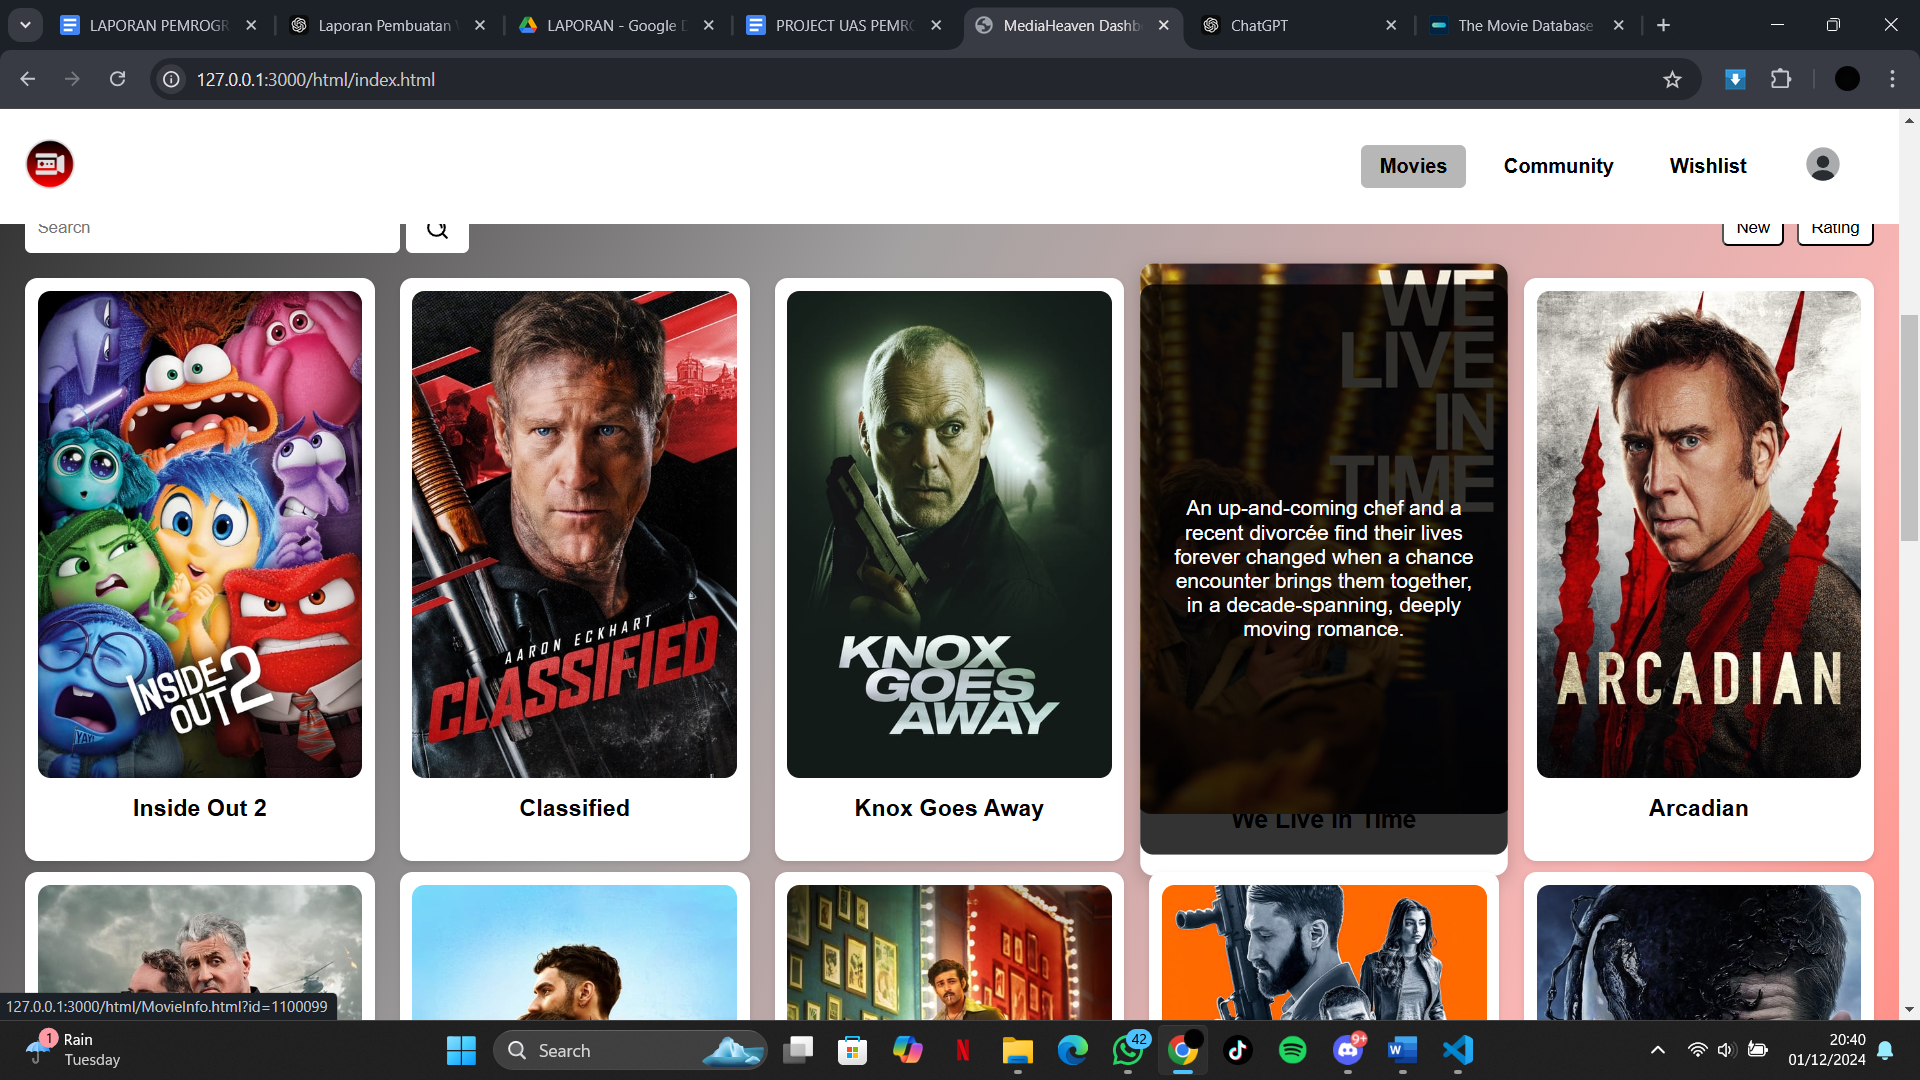 LAPORAN PEMROGR
Laporan Pembuatan
LAPORAN - Google D
PROJECT UAS PEMR
MediaHeaven Dashb
ChatGPT
The Movie Database
127.0.0.1:3000/html/index.html
Movies
Community
Wishlist
Search
New
Rating
INSIDE
OUT 2
YAY!
Inside Out 2
AARON ECKHART
CLASSIFIED
Classified
KNOX
GOES
AWAY
Knox Goes Away
WE
LIVE
IN
TIME
An up-and-coming chef and a
recent divorcée find their lives
forever changed when a chance
encounter brings them together,
in a decade-spanning, deeply
moving romance.
We Live in Time
ARCADIAN
Arcadian
127.0.0.1:3000/html/MovieInfo.html?id=1100099
1
Rain
Tuesday
Search
42
9+
20:40
01/12/2024